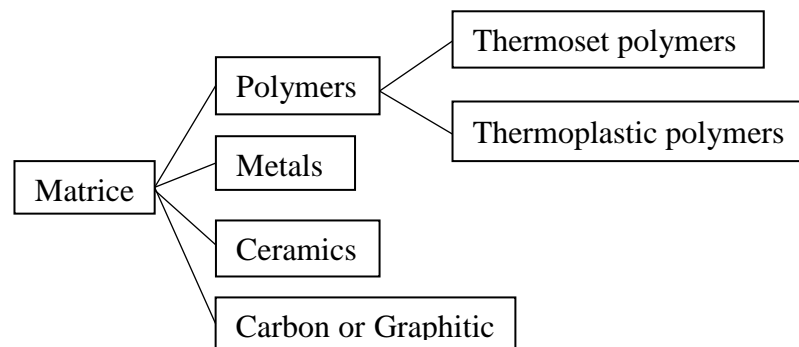 Matrice
Polymers
Thermoset polymers
Thermoplastic polymers
Metals
Ceramics
Carbon or Graphitic